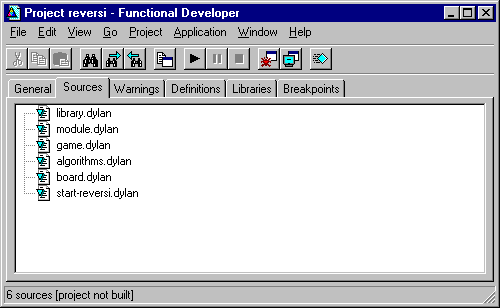 Project reversi - Functional Developer
File Edit View Go Project Application Window Help
General Sources Warnings Definitions Libraries Breakpoints
library.dylan
module.dylan
game.dylan
algorithms.dylan
board.dylan
start-reversi.dylan
6 sources [project not built]